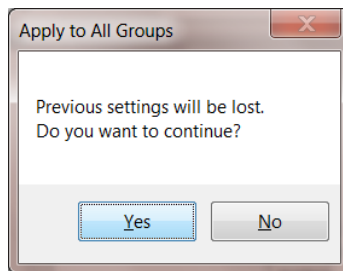 Apply to All Groups
Previous settings will be lost.
Do you want to continue?
Yes
No